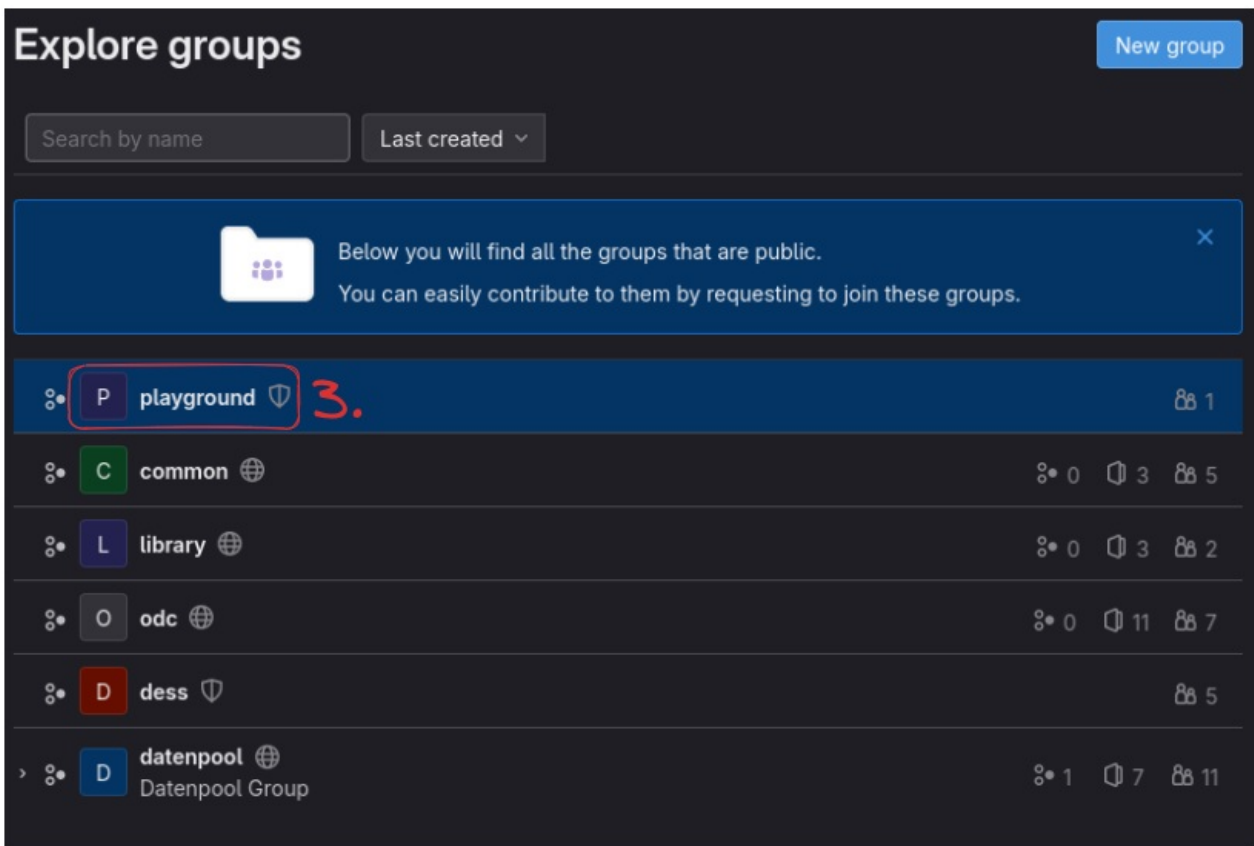 Explore groups
New group
Search by name
Last created
Below you will find all the groups that are public.
You can easily contribute to them by requesting to join these groups.
P playground 3. 1
C common 0 3 5
L library 0 3 2
O odc 0 11 7
D dess 5
D datenpool 1 7 11
Datenpool Group